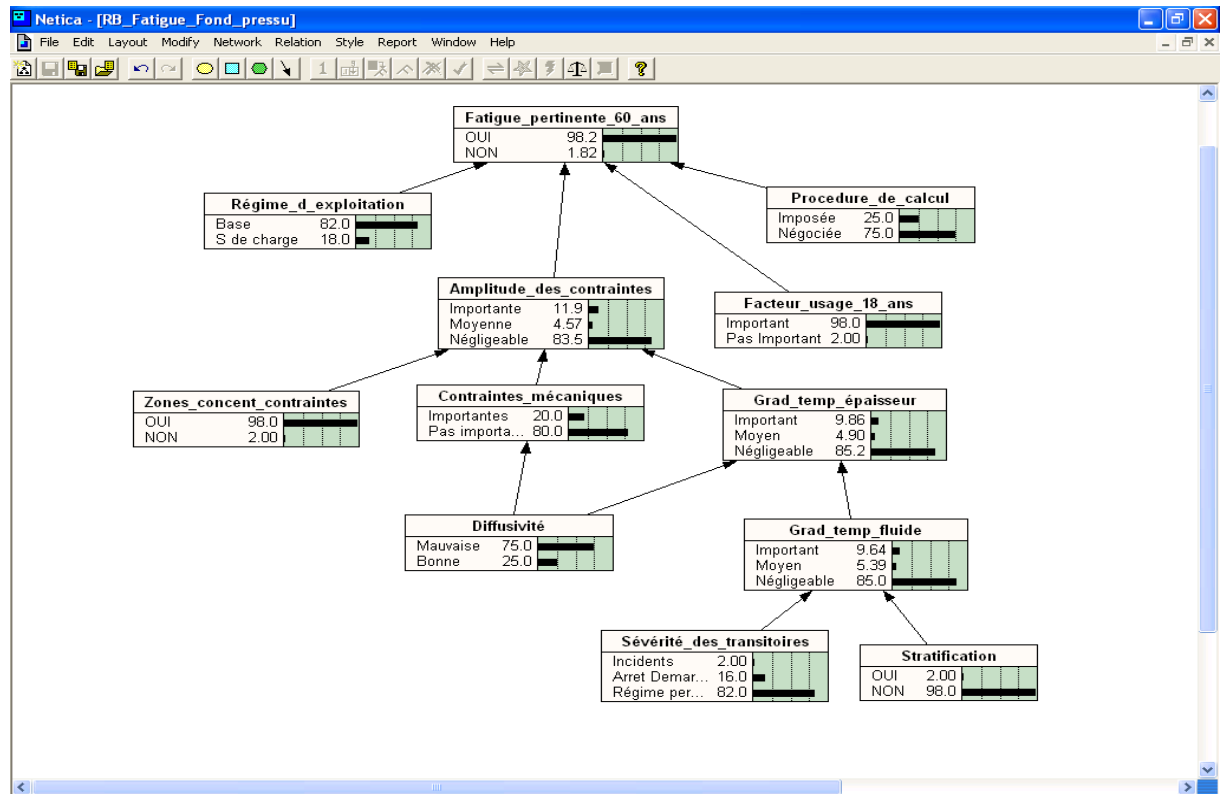 Netica - [RB_Fatigue_Fond_pressu]
File Edit Layout Modify Network Relation Style Report Window Help
1
?
Fatigue_pertinente_60_ans
OUI 98.2
NON 1.82
Régime_d_exploitation
Base 82.0
S de charge 18.0
Procedure_de_calcul
Imposée 25.0
Négociée 75.0
Amplitude_des_contraintes
Importante 11.9
Moyenne 4.57
Négligeable 83.5
Facteur_usage_18_ans
Important 98.0
Pas Important 2.00
Zones_concent_contraintes
OUI 98.0
NON 2.00
Contraintes_mécaniques
Importantes 20.0
Pas importa... 80.0
Grad_temp_épaisseur
Important 9.86
Moyen 4.90
Négligeable 85.2
Diffusivité
Mauvaise 75.0
Bonne 25.0
Grad_temp_fluide
Important 9.64
Moyen 5.39
Négligeable 85.0
Sévérité_des_transitoires
Incidents 2.00
Arret Demar... 16.0
Régime per... 82.0
Stratification
OUI 2.00
NON 98.0